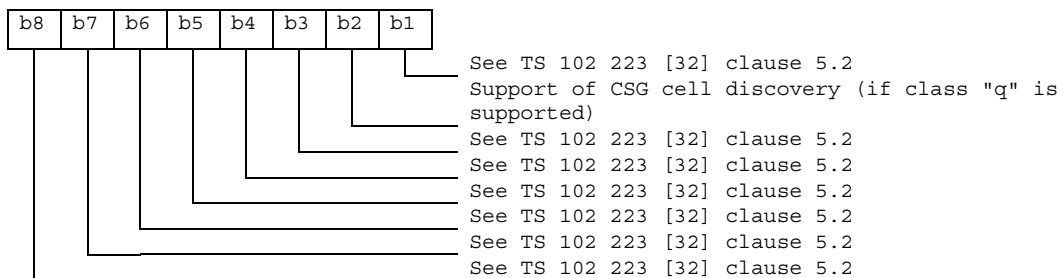 b8 b7 b6 b5 b4 b3 b2 b1
See TS 102 223 [32] clause 5.2
Support of CSG cell discovery (if class "q" is
supported)
See TS 102 223 [32] clause 5.2
See TS 102 223 [32] clause 5.2
See TS 102 223 [32] clause 5.2
See TS 102 223 [32] clause 5.2
See TS 102 223 [32] clause 5.2
See TS 102 223 [32] clause 5.2